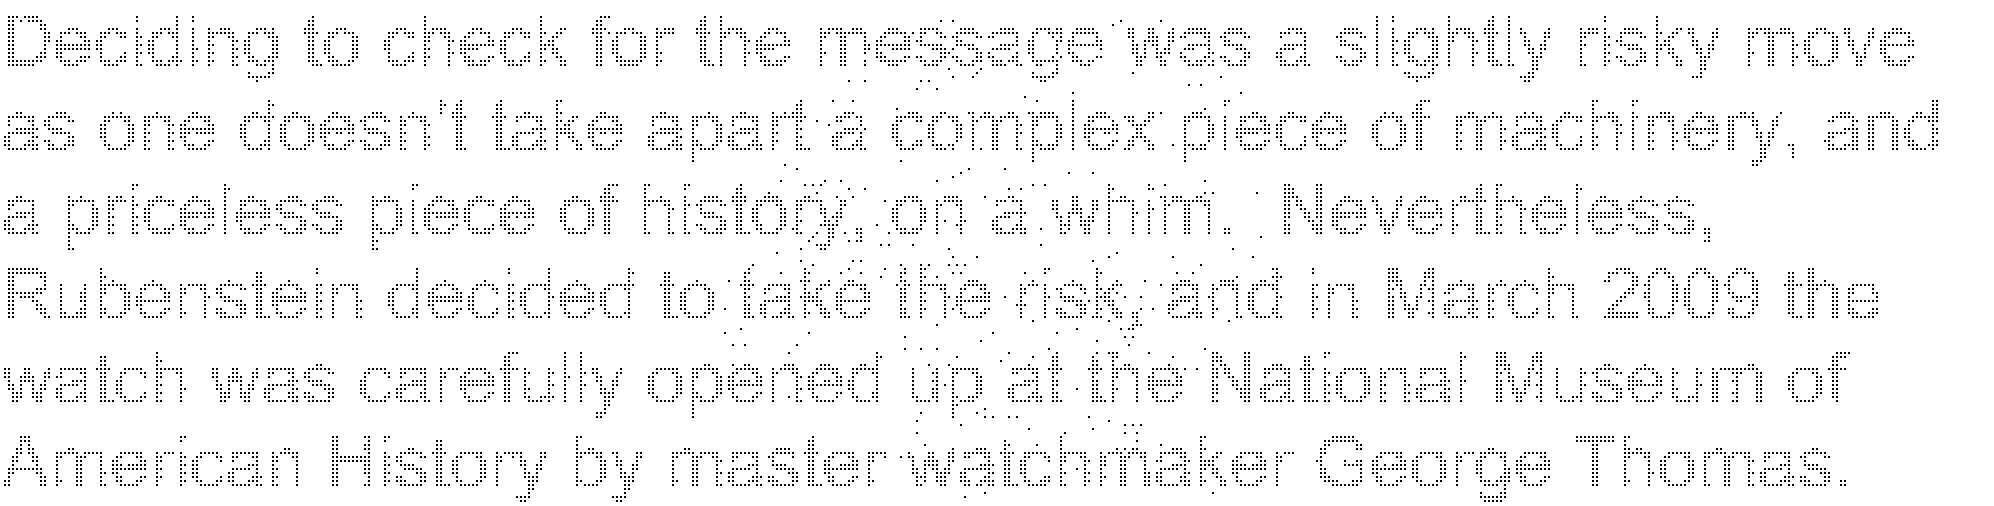 Deciding to check for the message was a slightly risky move
as one doesn't take apart a complex piece of machinery, and
a priceless piece of history, on a whim.  Nevertheless,
Rubenstein decided to take the risk, and in March 2009 the
watch was carefully opened up at the National Museum of
American History by master watchmaker George Thomas.